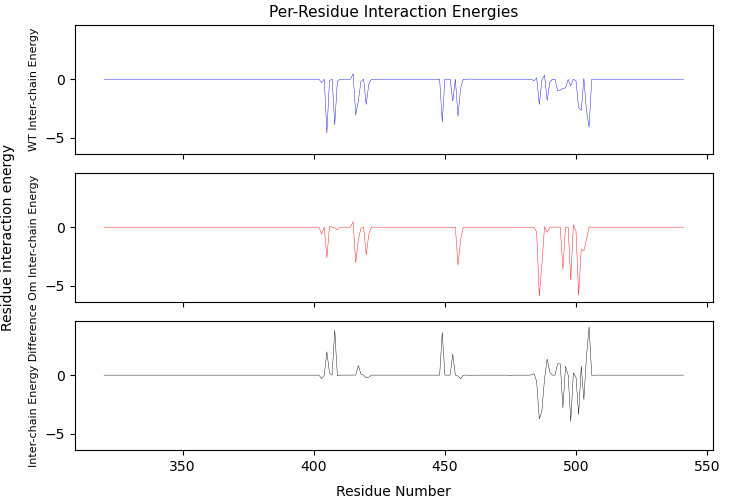 Per-Residue Interaction Energies
Residue interaction energy
WT Inter-chain Energy
0
−5
Om Inter-chain Energy
0
−5
Inter-chain Energy Difference
0
−5
350
400
450
500
550
Residue Number